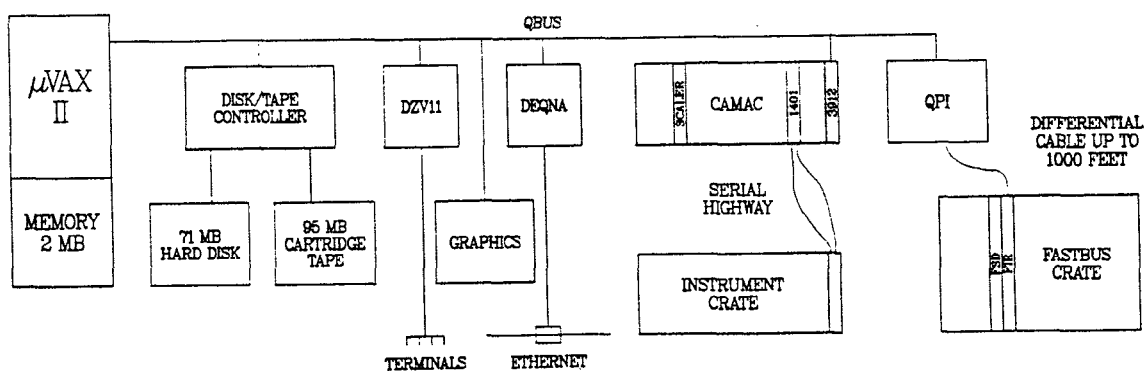 QBUS
μVAX
II
MEMORY
2 MB
DISK/TAPE
CONTROLLER
71 MB
HARD DISK
95 MB
CARTRIDGE
TAPE
DZV11
TERMINALS
GRAPHICS
DEQNA
ETHERNET
SCALER
CAMAC
1401
3912
SERIAL
HIGHWAY
INSTRUMENT
CRATE
QPI
DIFFERENTIAL
CABLE UP TO
1000 FEET
FSD
PIR
FASTBUS
CRATE